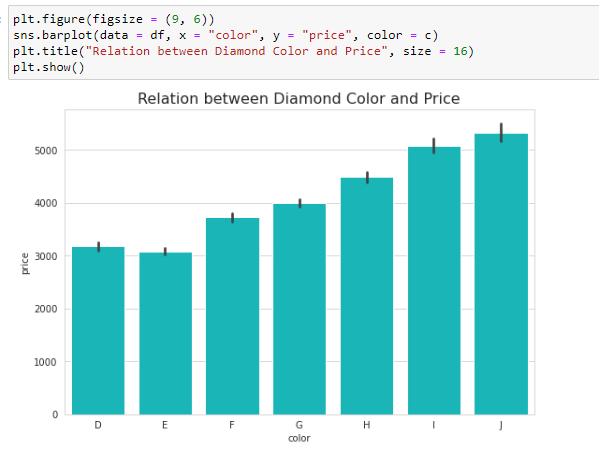 plt.figure(figsize = (9, 6))
sns.barplot(data = df, x = "color", y = "price", color = c)
plt.title("Relation between Diamond Color and Price", size = 16)
plt.show()
Relation between Diamond Color and Price
5000
4000
3000
2000
1000
0
price
D E F G H I J
color